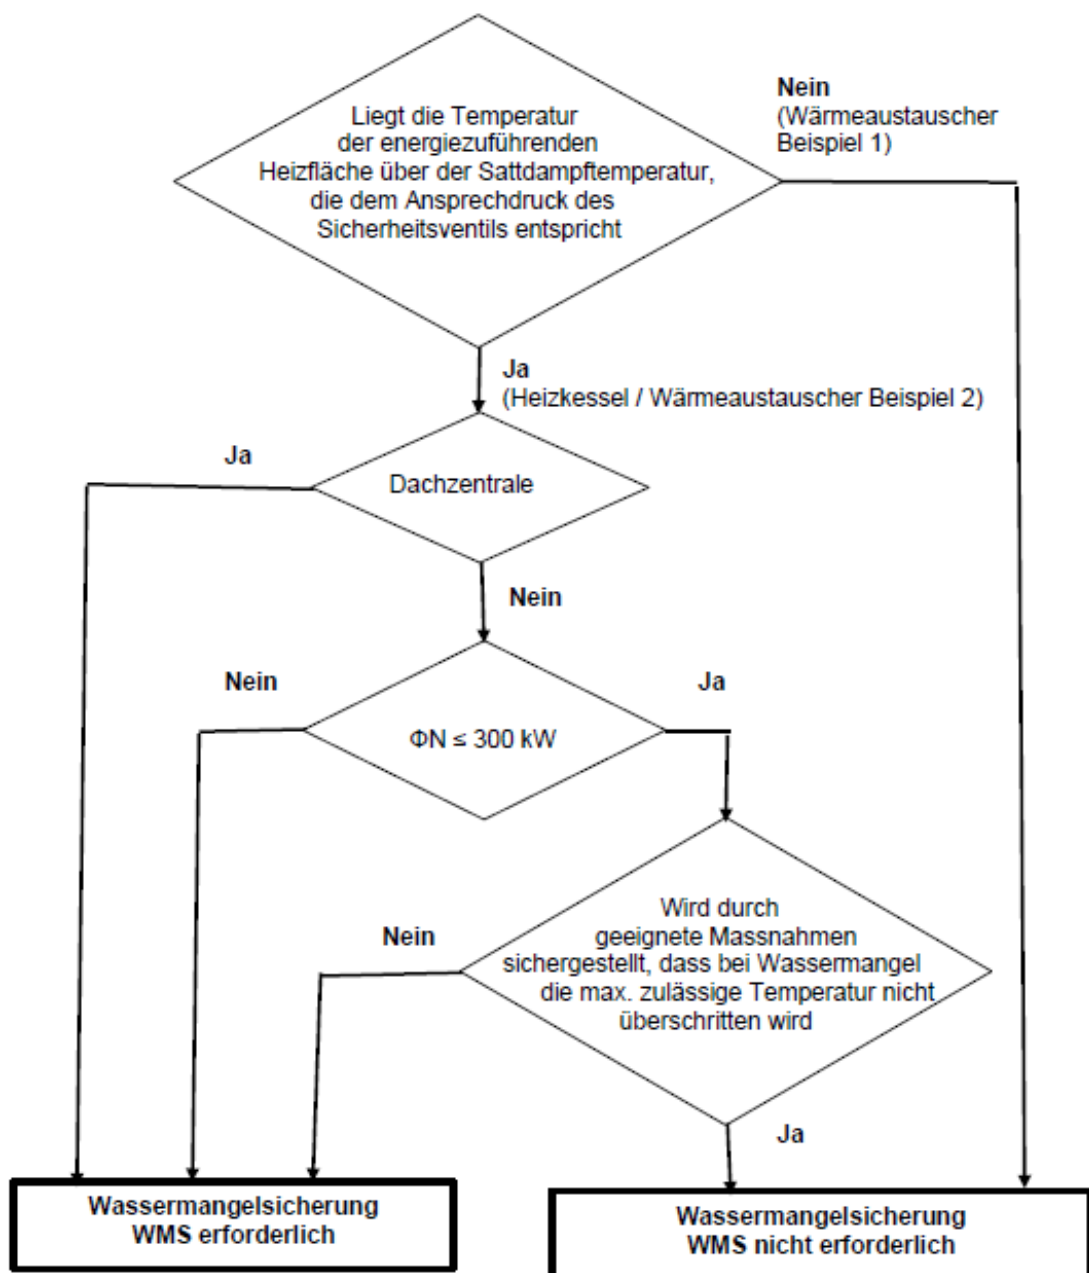 Liegt die Temperatur
der energiezuführenden
Heizfläche über der Sattdampftemperatur,
die dem Ansprechdruck des
Sicherheitsventils entspricht
Nein
(Wärmeaustauscher
Beispiel 1)
Ja
(Heizkessel / Wärmeaustauscher Beispiel 2)
Ja
Dachzentrale
Nein
Nein
Ja
ΦN ≤ 300 kW
Wird durch
geeignete Massnahmen
sichergestellt, dass bei Wassermangel
die max. zulässige Temperatur nicht
überschritten wird
Nein
Ja
Wassermangelsicherung
WMS erforderlich
Wassermangelsicherung
WMS nicht erforderlich